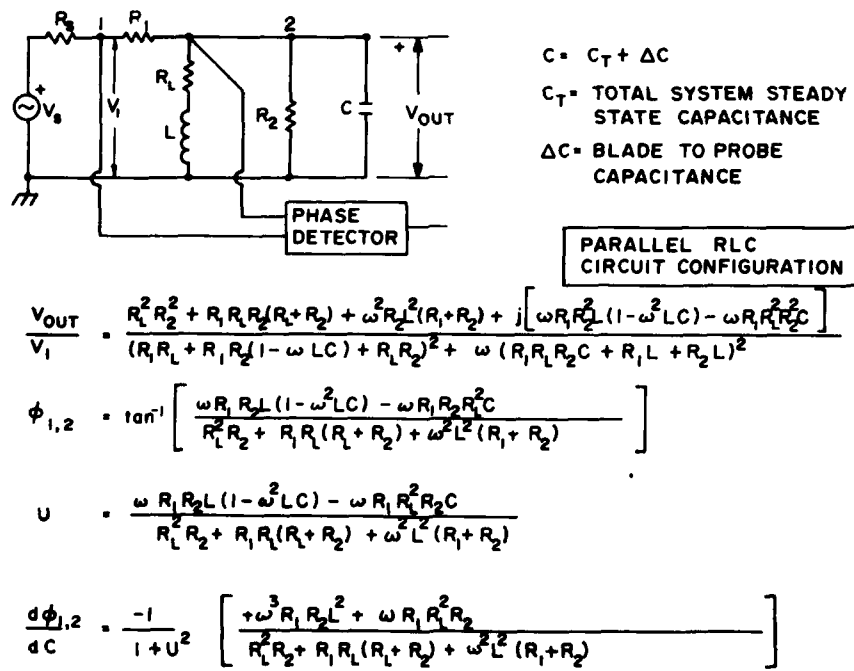 R_S 1 R_1 2
+ V_S V_1 R_L L R_2 C + V_OUT
PHASE DETECTOR
C = C_T + ΔC
C_T = TOTAL SYSTEM STEADY
STATE CAPACITANCE
ΔC = BLADE TO PROBE
CAPACITANCE
PARALLEL RLC
CIRCUIT CONFIGURATION
V_OUT / V_1 = R_L^2 R_2^2 + R_1 R_L R_2(R_L + R_2) + ω^2 R_2 L^2(R_1 + R_2) + j[ωR_1 R_2^2 L(1 - ω^2 LC) - ωR_1 R_L^2 R_2^2 C] / (R_1 R_L + R_1 R_2(1 - ω LC) + R_L R_2)^2 + ω (R_1 R_L R_2 C + R_1 L + R_2 L)^2
φ_1,2 = tan^-1 [ ωR_1 R_2 L(1 - ω^2 LC) - ωR_1 R_2 R_L^2 C / R_L^2 R_2 + R_1 R_L(R_L + R_2) + ω^2 L^2 (R_1 + R_2) ]
U = ω R_1 R_2 L(1 - ω^2 LC) - ω R_1 R_L^2 R_2 C / R_L^2 R_2 + R_1 R_L(R_L + R_2) + ω^2 L^2 (R_1 + R_2)
dφ_1,2 / dC = -1 / 1 + U^2 [ +ω^3 R_1 R_2 L^2 + ω R_1 R_L^2 R_2 / R_L^2 R_2 + R_1 R_L(R_L + R_2) + ω^2 L^2 (R_1 + R_2) ]